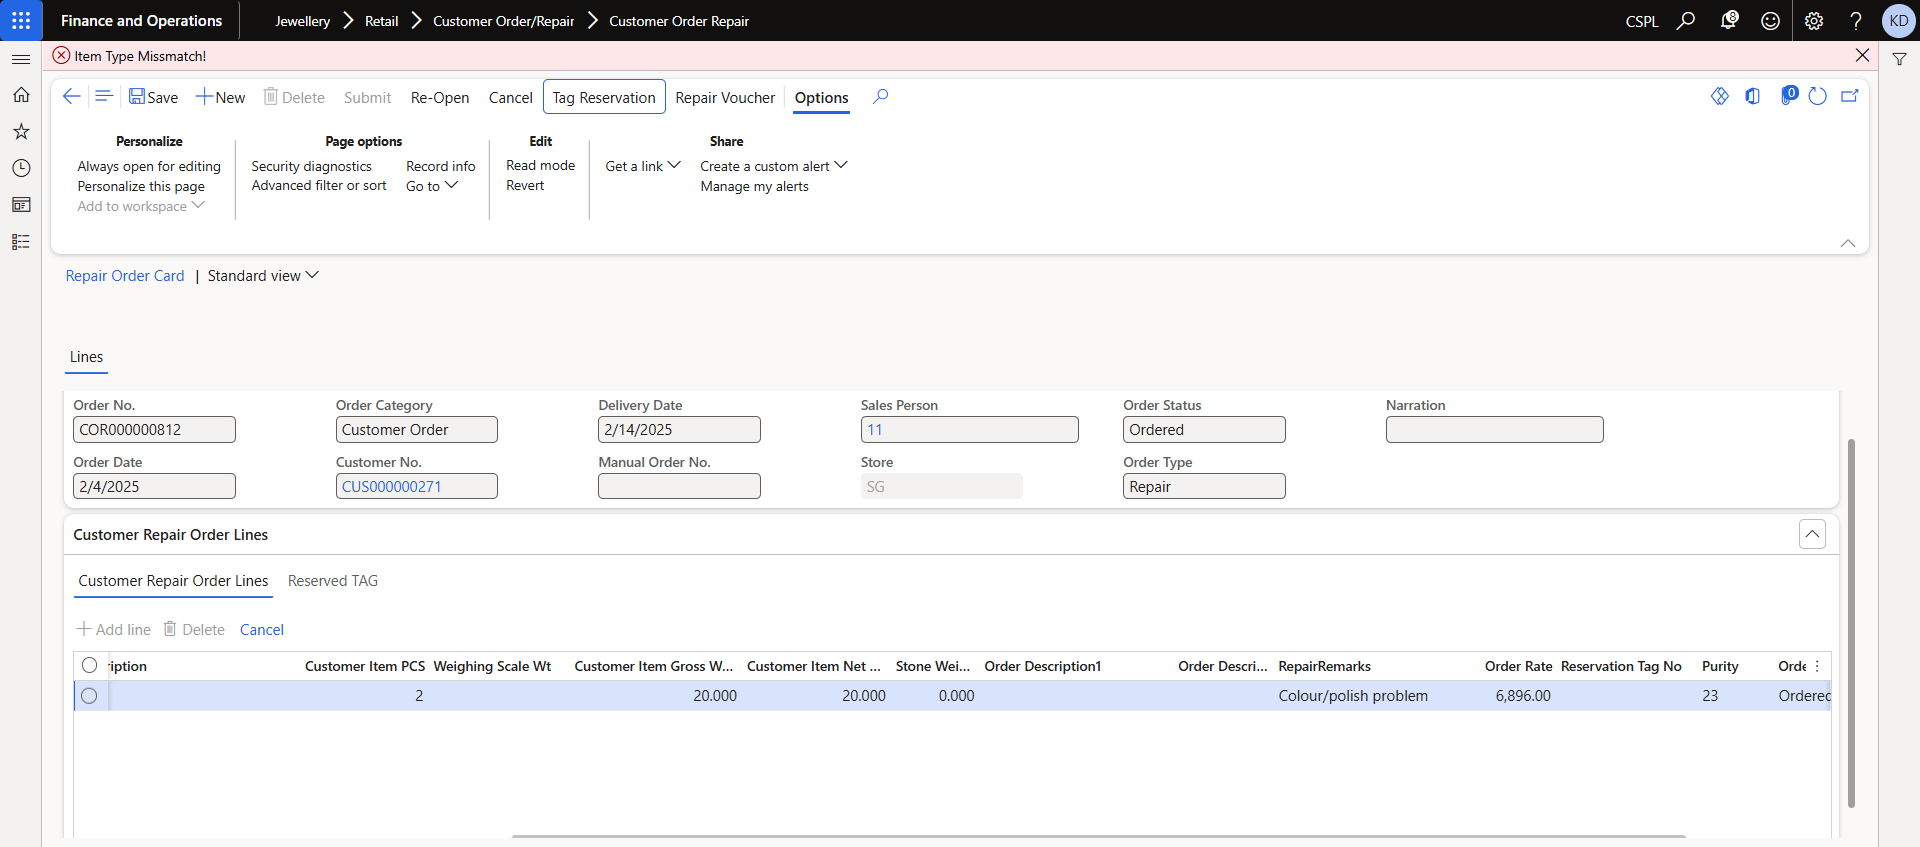 Finance and Operations
Jewellery
Retail
Customer Order/Repair
Customer Order Repair
CSPL
8
KD
Item Type Missmatch!
Save
New
Delete
Submit
Re-Open
Cancel
Tag Reservation
Repair Voucher
Options
0
Personalize
Always open for editing
Personalize this page
Add to workspace
Page options
Security diagnostics
Record info
Advanced filter or sort
Go to
Edit
Read mode
Revert
Get a link
Share
Create a custom alert
Manage my alerts
Repair Order Card | Standard view
Lines
Order No.
COR000000812
Order Category
Customer Order
Delivery Date
2/14/2025
Sales Person
11
Order Status
Ordered
Narration
Order Date
2/4/2025
Customer No.
CUS000000271
Manual Order No.
Store
SG
Order Type
Repair
Customer Repair Order Lines
Customer Repair Order Lines
Reserved TAG
Add line
Delete
Cancel
ription
Customer Item PCS
Weighing Scale Wt
Customer Item Gross W...
Customer Item Net ...
Stone Wei...
Order Description1
Order Descri...
RepairRemarks
Order Rate
Reservation Tag No
Purity
Orde
2
20.000
20.000
0.000
Colour/polish problem
6,896.00
23
Ordered